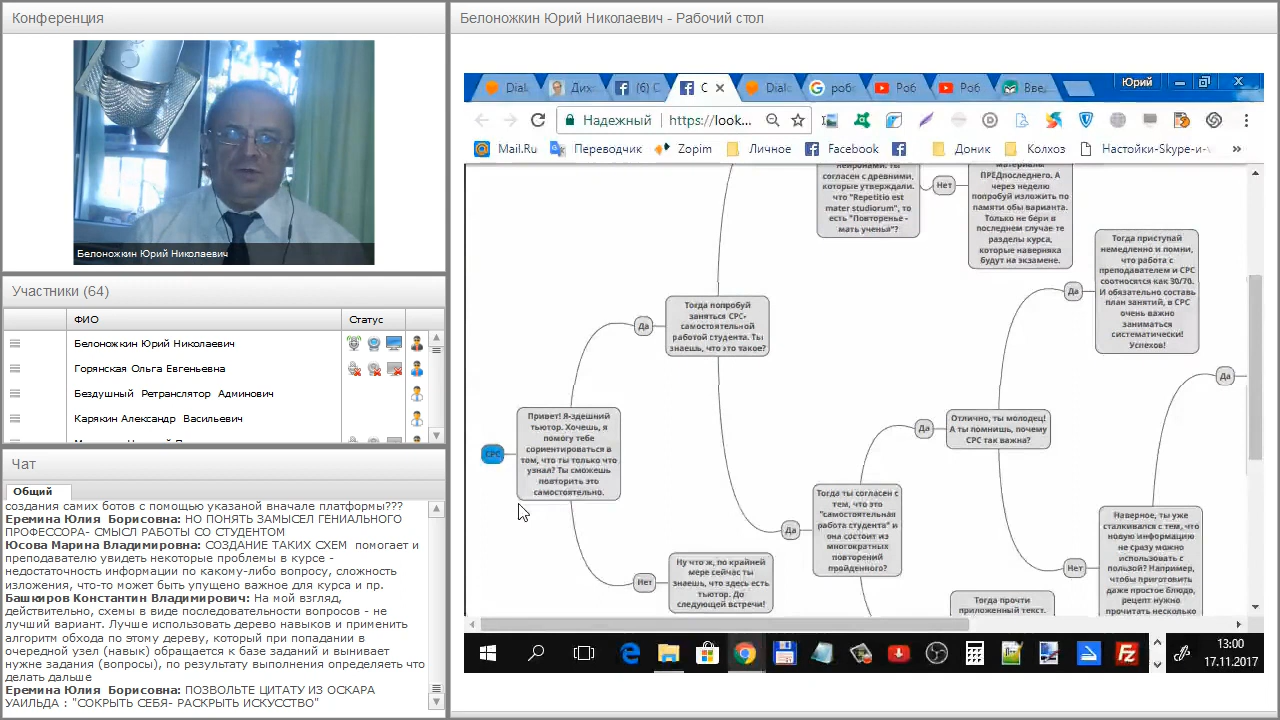 Конференция
Белоножкин Юрий Николаевич
Участники (64)
ФИО
Статус
Белоножкин Юрий Николаевич
Горянская Ольга Евгеньевна
Бездушный Ретранслятор Админович
Карякин Александр Васильевич
Чат
Общий
создания самих ботов с помощью указаной вначале платформы???
Еремина Юлия Борисовна: НО ПОНЯТЬ ЗАМЫСЕЛ ГЕНИАЛЬНОГО
ПРОФЕССОРА- СМЫСЛ РАБОТЫ СО СТУДЕНТОМ
Юсова Марина Владимировна: СОЗДАНИЕ ТАКИХ СХЕМ помогает и
преподавателю увидеть некоторые проблемы в курсе -
недосточность информации по какому-либо вопросу, сложность
изложения, что-то может быть упущено важное для курса и пр.
Башкиров Константин Владимирович: На мой взгляд,
действительно, схемы в виде последовательности вопросов - не
лучший вариант. Лучше использовать дерево навыков и применить
алгоритм обхода по этому дереву, который при попадании в
очередной узел (навык) обращается к базе заданий и вынивает
нужне задания (вопросы), по результату выполнения определять что
делать дальше
Еремина Юлия Борисовна: ПОЗВОЛЬТЕ ЦИТАТУ ИЗ ОСКАРА
УАИЛЬДА : "СОКРЫТЬ СЕБЯ- РАСКРЫТЬ ИСКУССТВО"
Белоножкин Юрий Николаевич - Рабочий стол
Dial
Дих
(6) С
С
Dialo
роб
Роб
Роб
Вве
Юрий
Надежный
https://look...
Mail.Ru
Переводчик
Zopim
Личное
Facebook
Доник
Колхоз
Настойки-Skype-и-
нейронами. Ты
согласен с древними,
которые утверждали.
что "Repetitio est
mater studiorum", то
есть "Повторенье -
мать ученья"?
Нет
материалы
ПРЕДпоследнего. А
через неделю
попробуй изложить по
памяти обы варианта.
Только не бери в
последнем случае те
разделы курса,
которые наверняка
будут на экзамене.
Тогда приступай
немедленно и помни,
что работа с
преподавателем и СРС
соотносятся как 30/70.
И обязательно составь
план занятий, в СРС
очень важно
заниматься
систематически!
Успехов!
Да
Да
Тогда попробуй
заняться СРС-
самостоятельной
работой студента. Ты
знаешь, что это такое?
Да
СРС
Привет! Я-здешний
тьютор. Хочешь, я
помогу тебе
сориентироваться в
том, что ты только что
узнал? Ты сможешь
повторить это
самостоятельно.
Да
Отлично, ты молодец!
А ты помнишь, почему
СРС так важна?
Да
Тогда ты согласен с
тем, что это
"самостоятельная
работа студента" и
она состоит из
многократных
повторений
пройденного?
Нет
Ну что ж, по крайней
мере сейчас ты
знаешь, что здесь есть
тьютор. До
следующей встречи!
Нет
Наверное, ты уже
сталкивался с тем, что
новую информацию
не сразу можно
использовать с
пользой? Например,
чтобы приготовить
даже простое блюдо,
рецепт нужно
прочитать несколько
Тогда прочти
приложенный текст.
13:00
17.11.2017